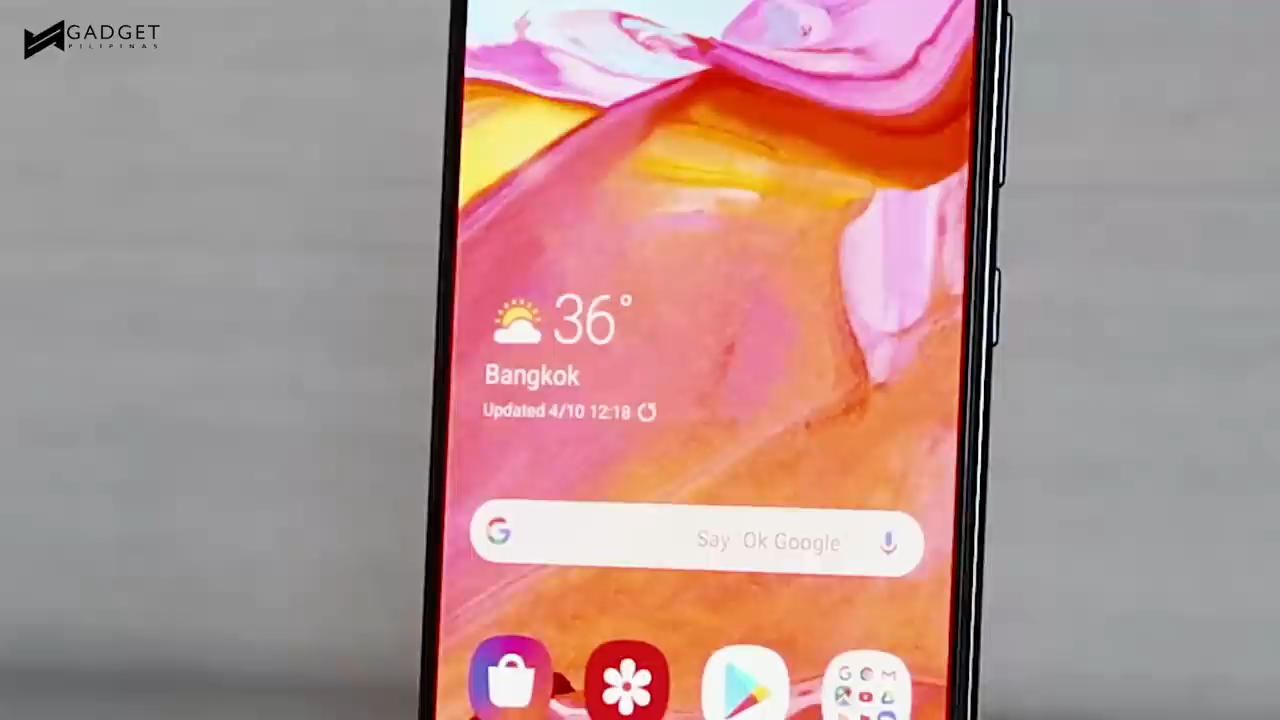 GADGET
PILIPINAS
36°
Bangkok
Updated 4/10 12:18
Say Ok Google
G M